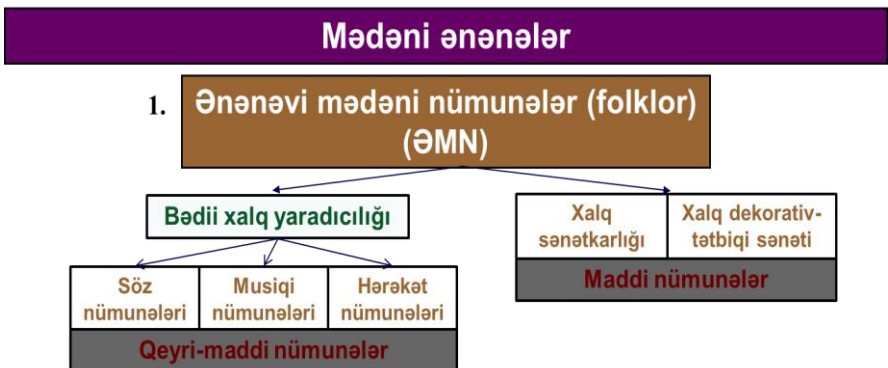 Mədəni ənənələr
1.
Ənənəvi mədəni nümunələr (folklor)
(ƏMN)
Bədii xalq yaradıcılığı
Söz
nümunələri
Musiqi
nümunələri
Hərəkət
nümunələri
Qeyri-maddi nümunələr
Xalq
sənətkarlığı
Xalq dekorativ-
tətbiqi sənəti
Maddi nümunələr